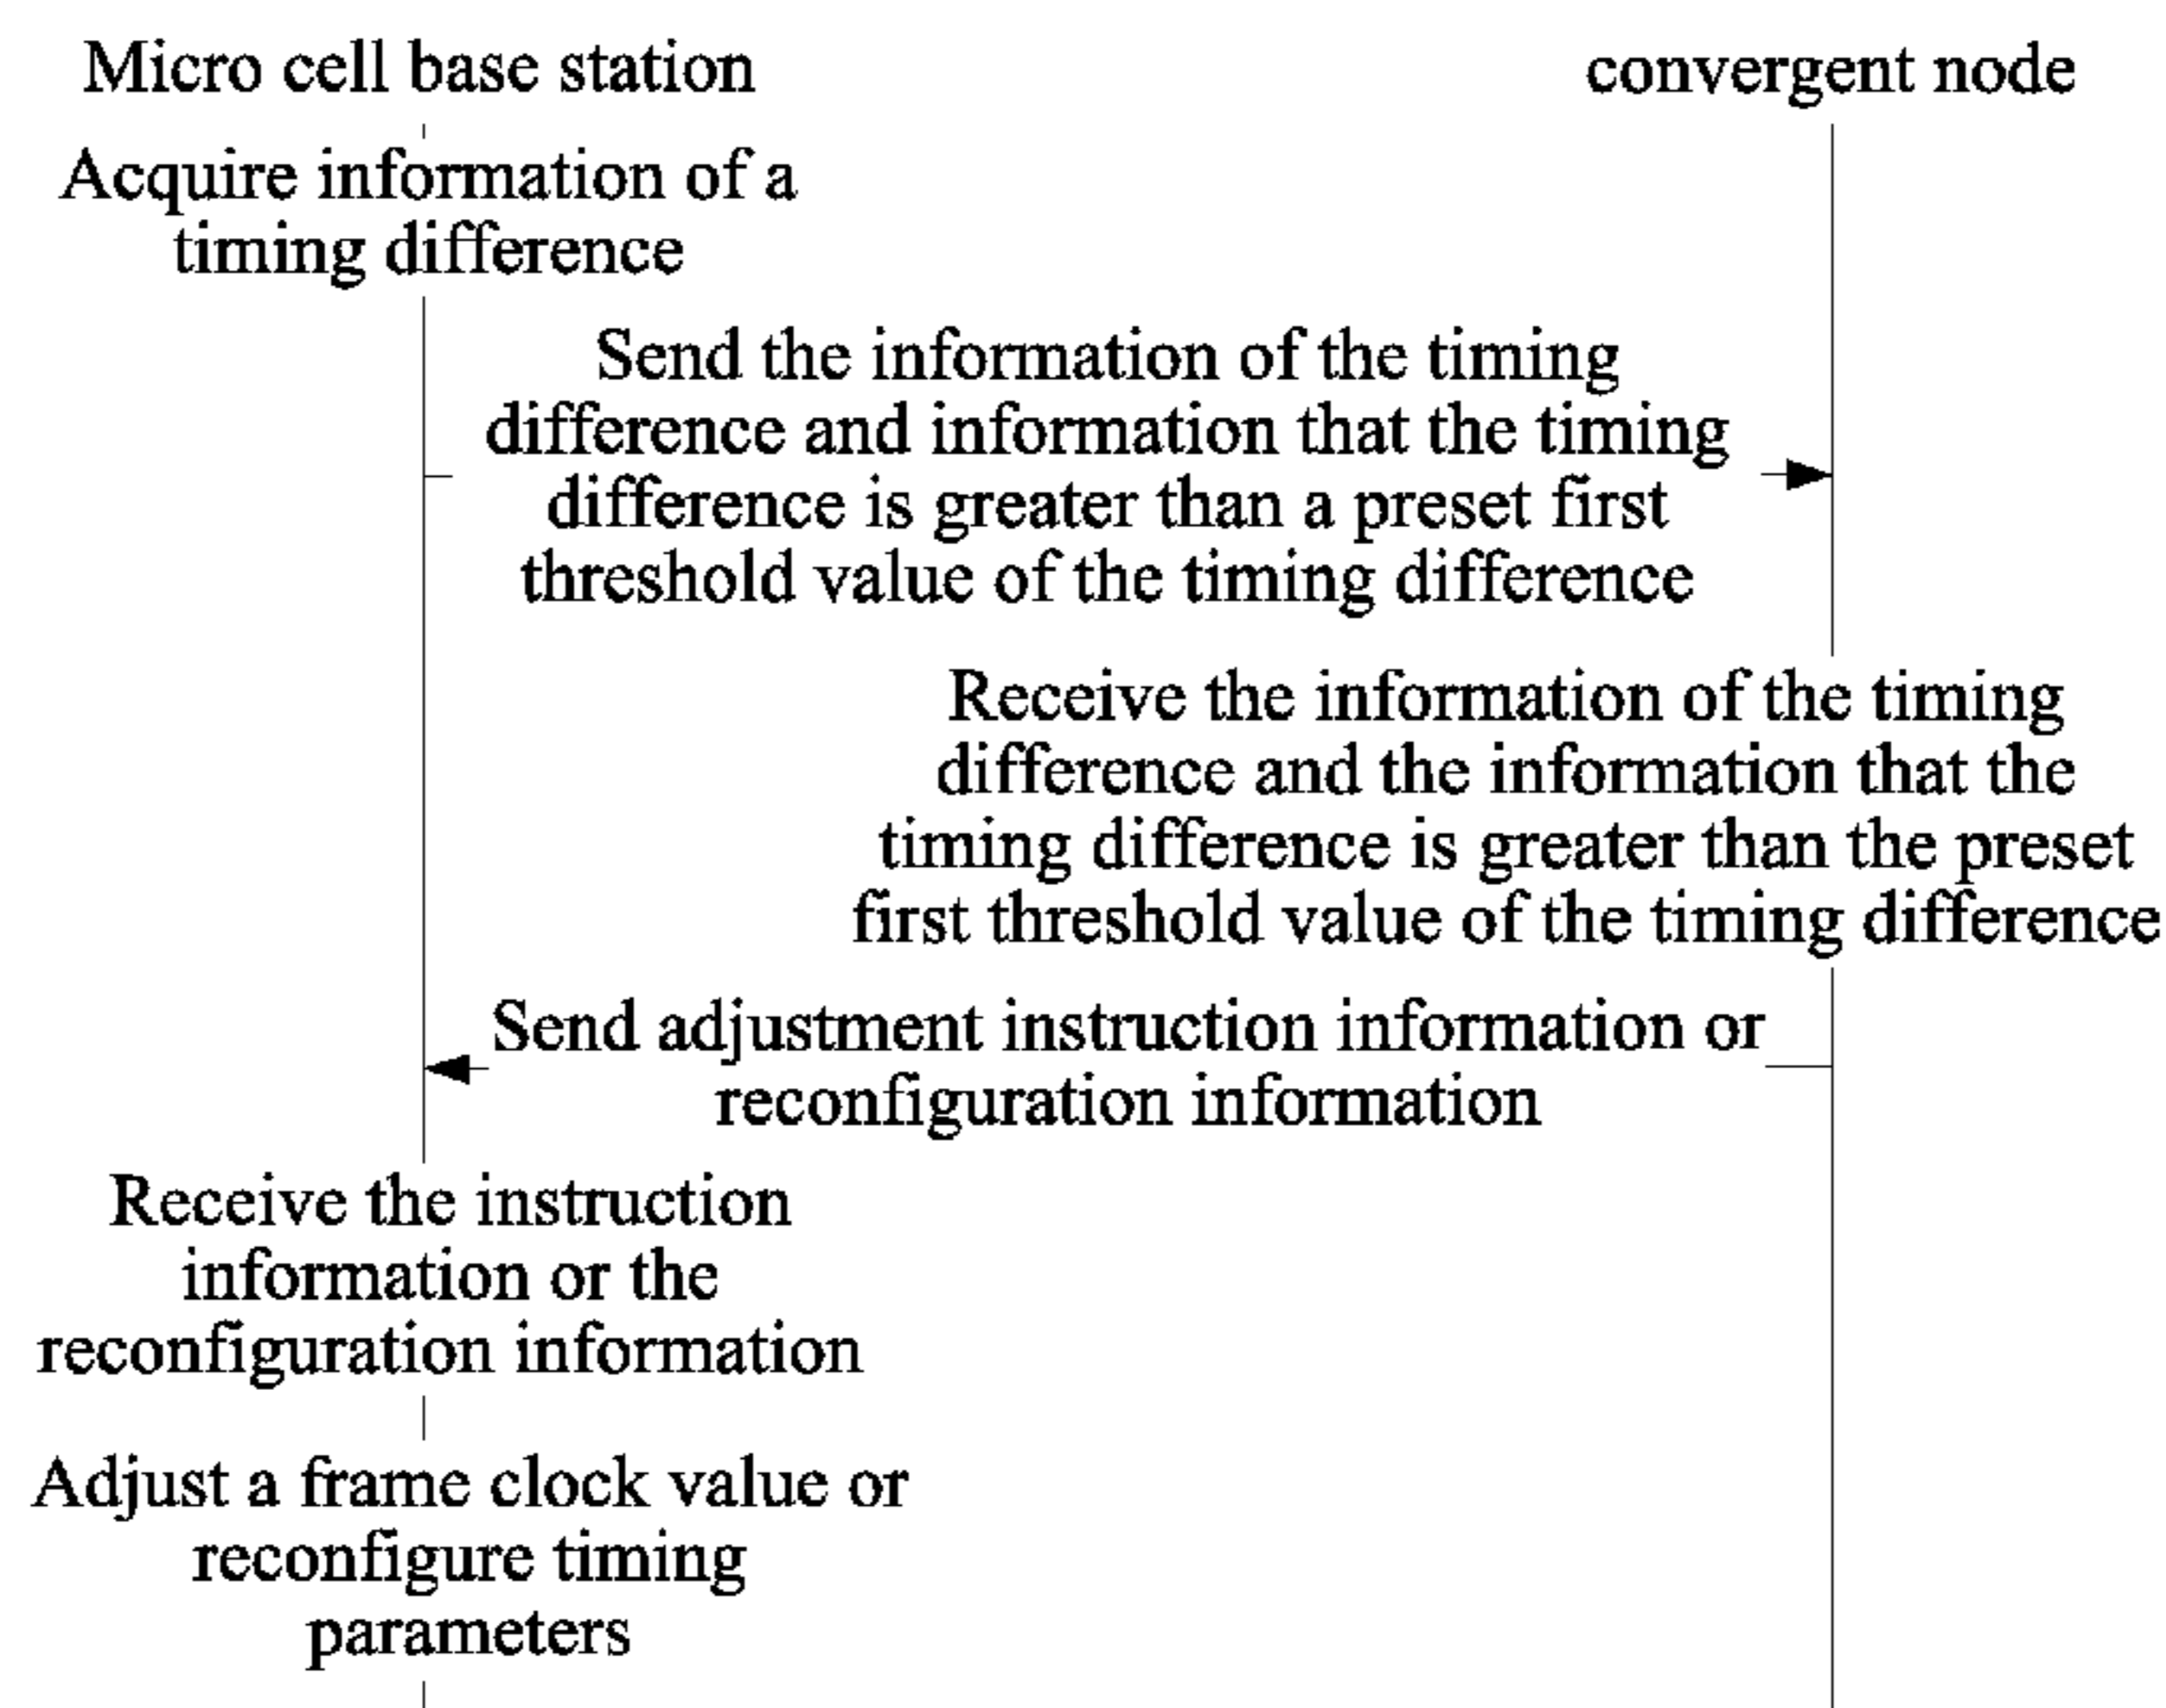 Micro cell base station
convergent node
Acquire information of a
timing difference
Send the information of the timing
difference and information that the timing
difference is greater than a preset first
threshold value of the timing difference
Receive the information of the timing
difference and the information that the
timing difference is greater than the preset
first threshold value of the timing difference
Send adjustment instruction information or
reconfiguration information
Receive the instruction
information or the
reconfiguration information
Adjust a frame clock value or
reconfigure timing
parameters